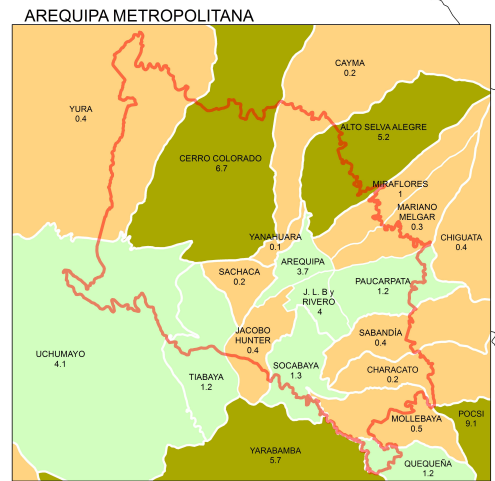 AREQUIPA METROPOLITANA
CAYMA
0.2
YURA
0.4
ALTO SELVA ALEGRE
5.2
CERRO COLORADO
6.7
MIRAFLORES
1
MARIANO
MELGAR
0.3
YANAHUARA
0.1
CHIGUATA
0.4
AREQUIPA
3.7
SACHACA
0.2
PAUCARPATA
1.2
J. L. B y
RIVERO
4
JACOBO
HUNTER
0.4
SABANDÍA
0.4
UCHUMAYO
4.1
TIABAYA
1.2
SOCABAYA
1.3
CHARACATO
0.2
MOLLEBAYA
0.5
POCSI
9.1
YARABAMBA
5.7
QUEQUEÑA
1.2